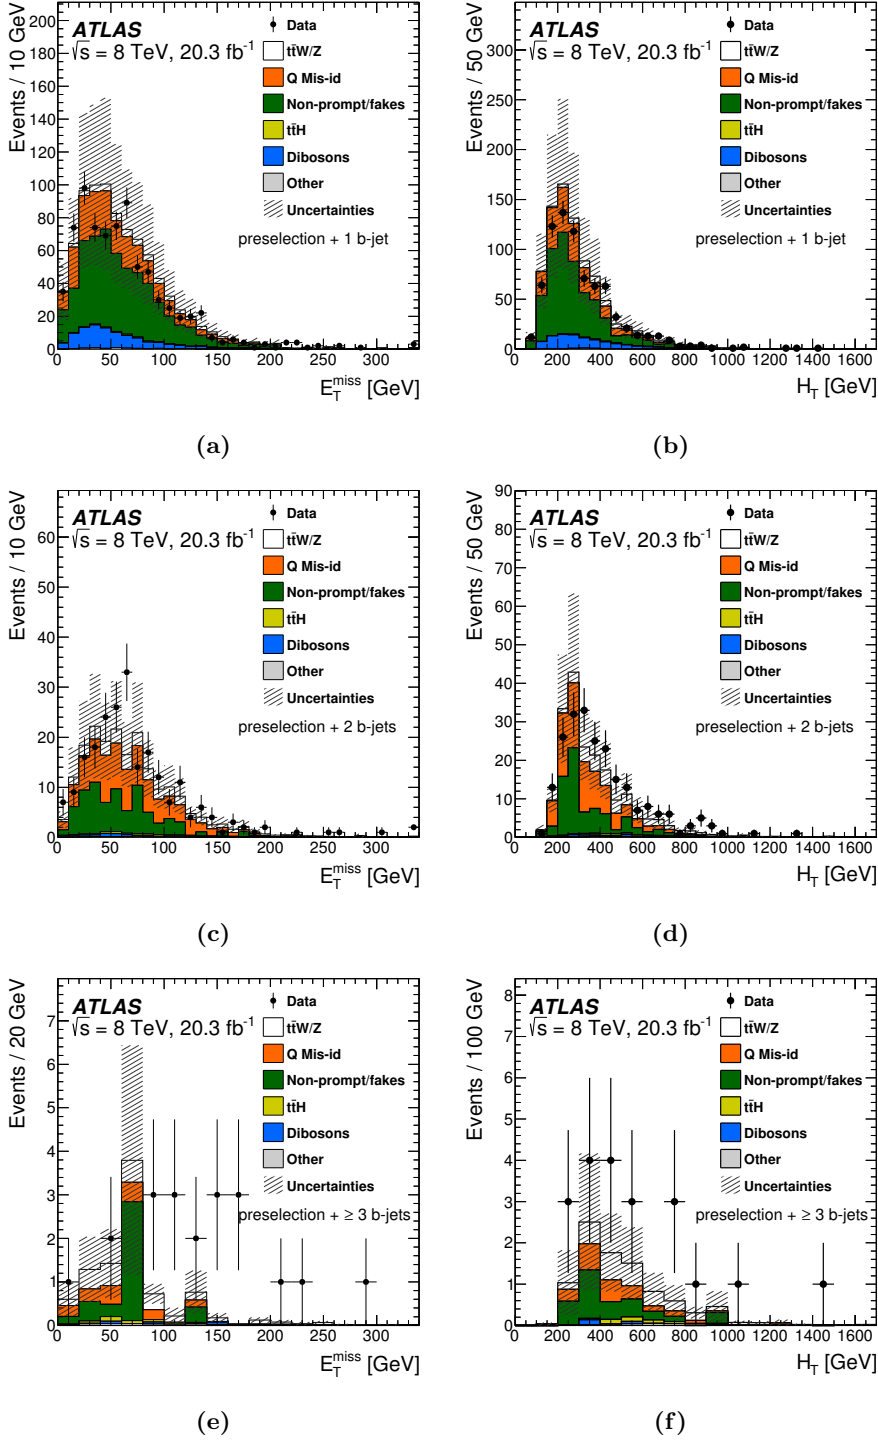 Events / 10 GeV
200
180
160
140
120
100
80
60
40
20
0
ATLAS
√s = 8 TeV, 20.3 fb-1
Data
tt̄W/Z
Q Mis-id
Non-prompt/fakes
tt̄H
Dibosons
Other
Uncertainties
preselection + 1 b-jet
0 50 100 150 200 250 300
E_T^miss [GeV]
(a)
Events / 50 GeV
300
250
200
150
100
50
0
ATLAS
√s = 8 TeV, 20.3 fb-1
Data
tt̄W/Z
Q Mis-id
Non-prompt/fakes
tt̄H
Dibosons
Other
Uncertainties
preselection + 1 b-jet
0 200 400 600 800 1000 1200 1400 1600
H_T [GeV]
(b)
Events / 10 GeV
60
50
40
30
20
10
0
ATLAS
√s = 8 TeV, 20.3 fb-1
Data
tt̄W/Z
Q Mis-id
Non-prompt/fakes
tt̄H
Dibosons
Other
Uncertainties
preselection + 2 b-jets
0 50 100 150 200 250 300
E_T^miss [GeV]
(c)
Events / 50 GeV
90
80
70
60
50
40
30
20
10
0
ATLAS
√s = 8 TeV, 20.3 fb-1
Data
tt̄W/Z
Q Mis-id
Non-prompt/fakes
tt̄H
Dibosons
Other
Uncertainties
preselection + 2 b-jets
0 200 400 600 800 1000 1200 1400 1600
H_T [GeV]
(d)
Events / 20 GeV
7
6
5
4
3
2
1
0
ATLAS
√s = 8 TeV, 20.3 fb-1
Data
tt̄W/Z
Q Mis-id
Non-prompt/fakes
tt̄H
Dibosons
Other
Uncertainties
preselection + ≥ 3 b-jets
0 50 100 150 200 250 300
E_T^miss [GeV]
(e)
Events / 100 GeV
8
7
6
5
4
3
2
1
0
ATLAS
√s = 8 TeV, 20.3 fb-1
Data
tt̄W/Z
Q Mis-id
Non-prompt/fakes
tt̄H
Dibosons
Other
Uncertainties
preselection + ≥ 3 b-jets
0 200 400 600 800 1000 1200 1400 1600
H_T [GeV]
(f)